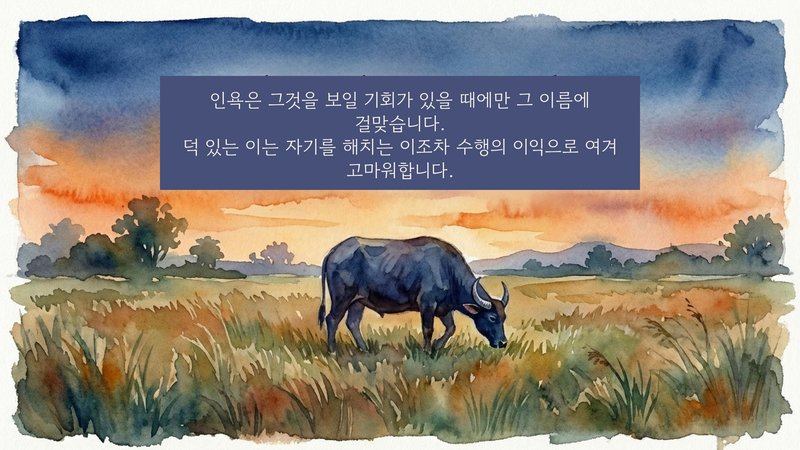 인욕은 그것을 보일 기회가 있을 때에만 그 이름에
걸맞습니다.
덕 있는 이는 자기를 해치는 이조차 수행의 이익으로 여겨
고마워합니다.